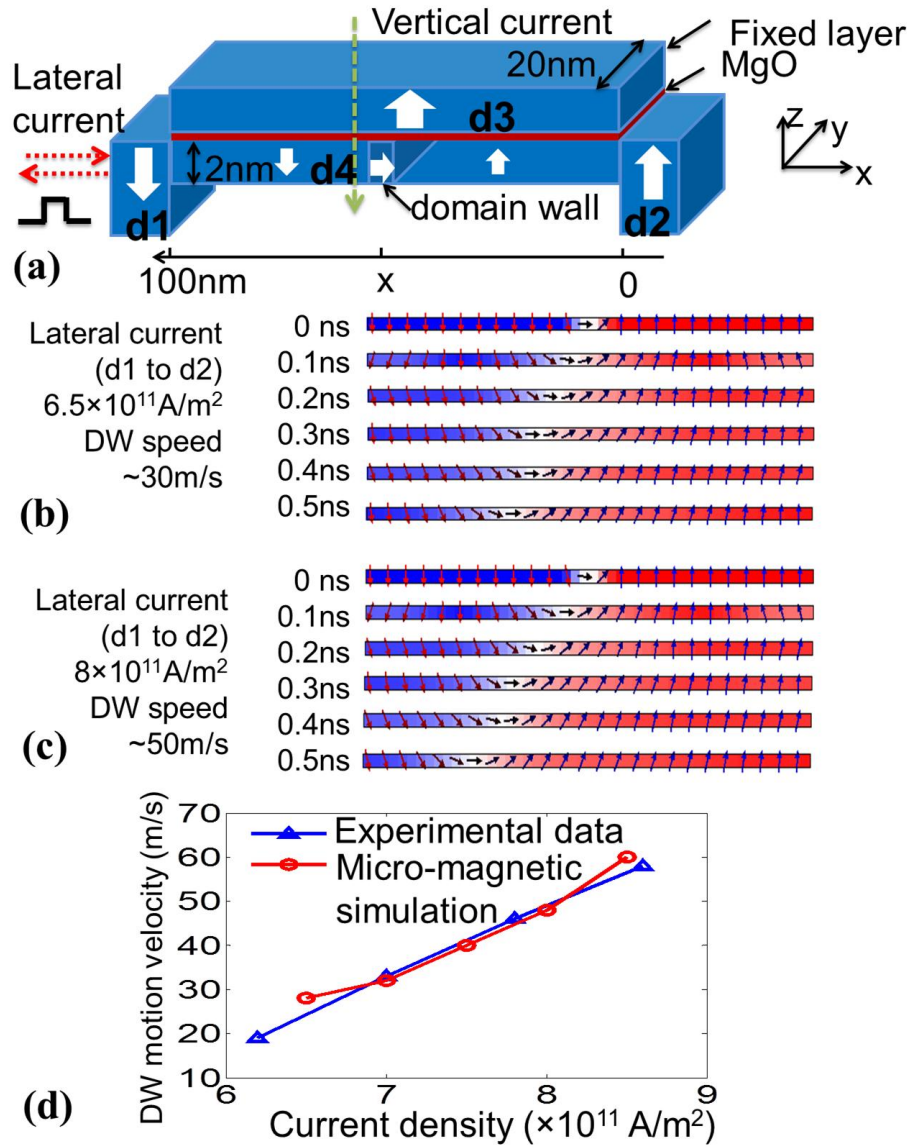 Vertical current
Fixed layer
MgO
20nm
Lateral
current
d3
2nm
d4
domain wall
d1
d2
z
y
x
(a)
100nm
x
0
Lateral current
(d1 to d2)
6.5×10¹¹A/m²
DW speed
~30m/s
(b)
0 ns
0.1ns
0.2ns
0.3ns
0.4ns
0.5ns
Lateral current
(d1 to d2)
8×10¹¹A/m²
DW speed
~50m/s
(c)
0 ns
0.1ns
0.2ns
0.3ns
0.4ns
0.5ns
DW motion velocity (m/s)
70
60
50
40
30
20
10
Experimental data
Micro-magnetic
simulation
6
7
8
9
Current density (×10¹¹ A/m²)
(d)